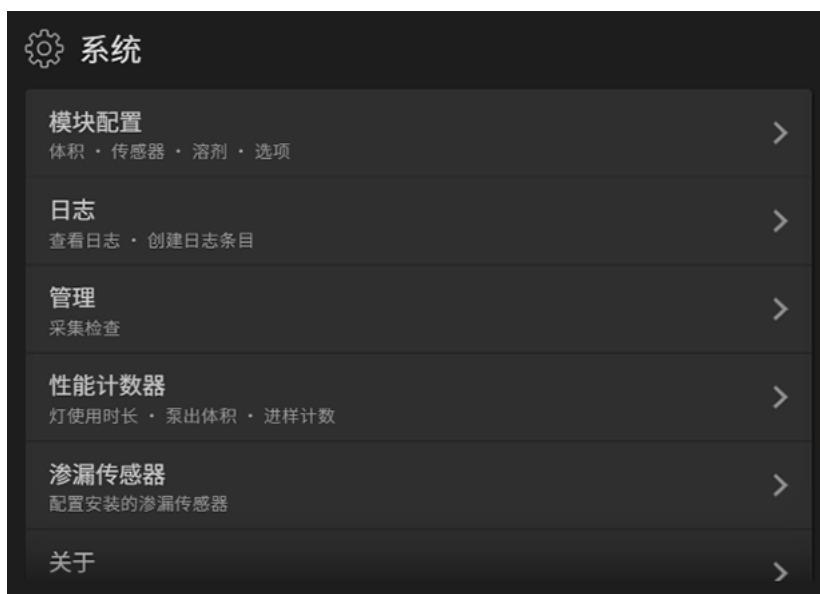 系统
模块配置
体积 · 传感器 · 溶剂 · 选项
日志
查看日志 · 创建日志条目
管理
采集检查
性能计数器
灯使用时长 · 泵出体积 · 进样计数
渗漏传感器
配置安装的渗漏传感器
关于